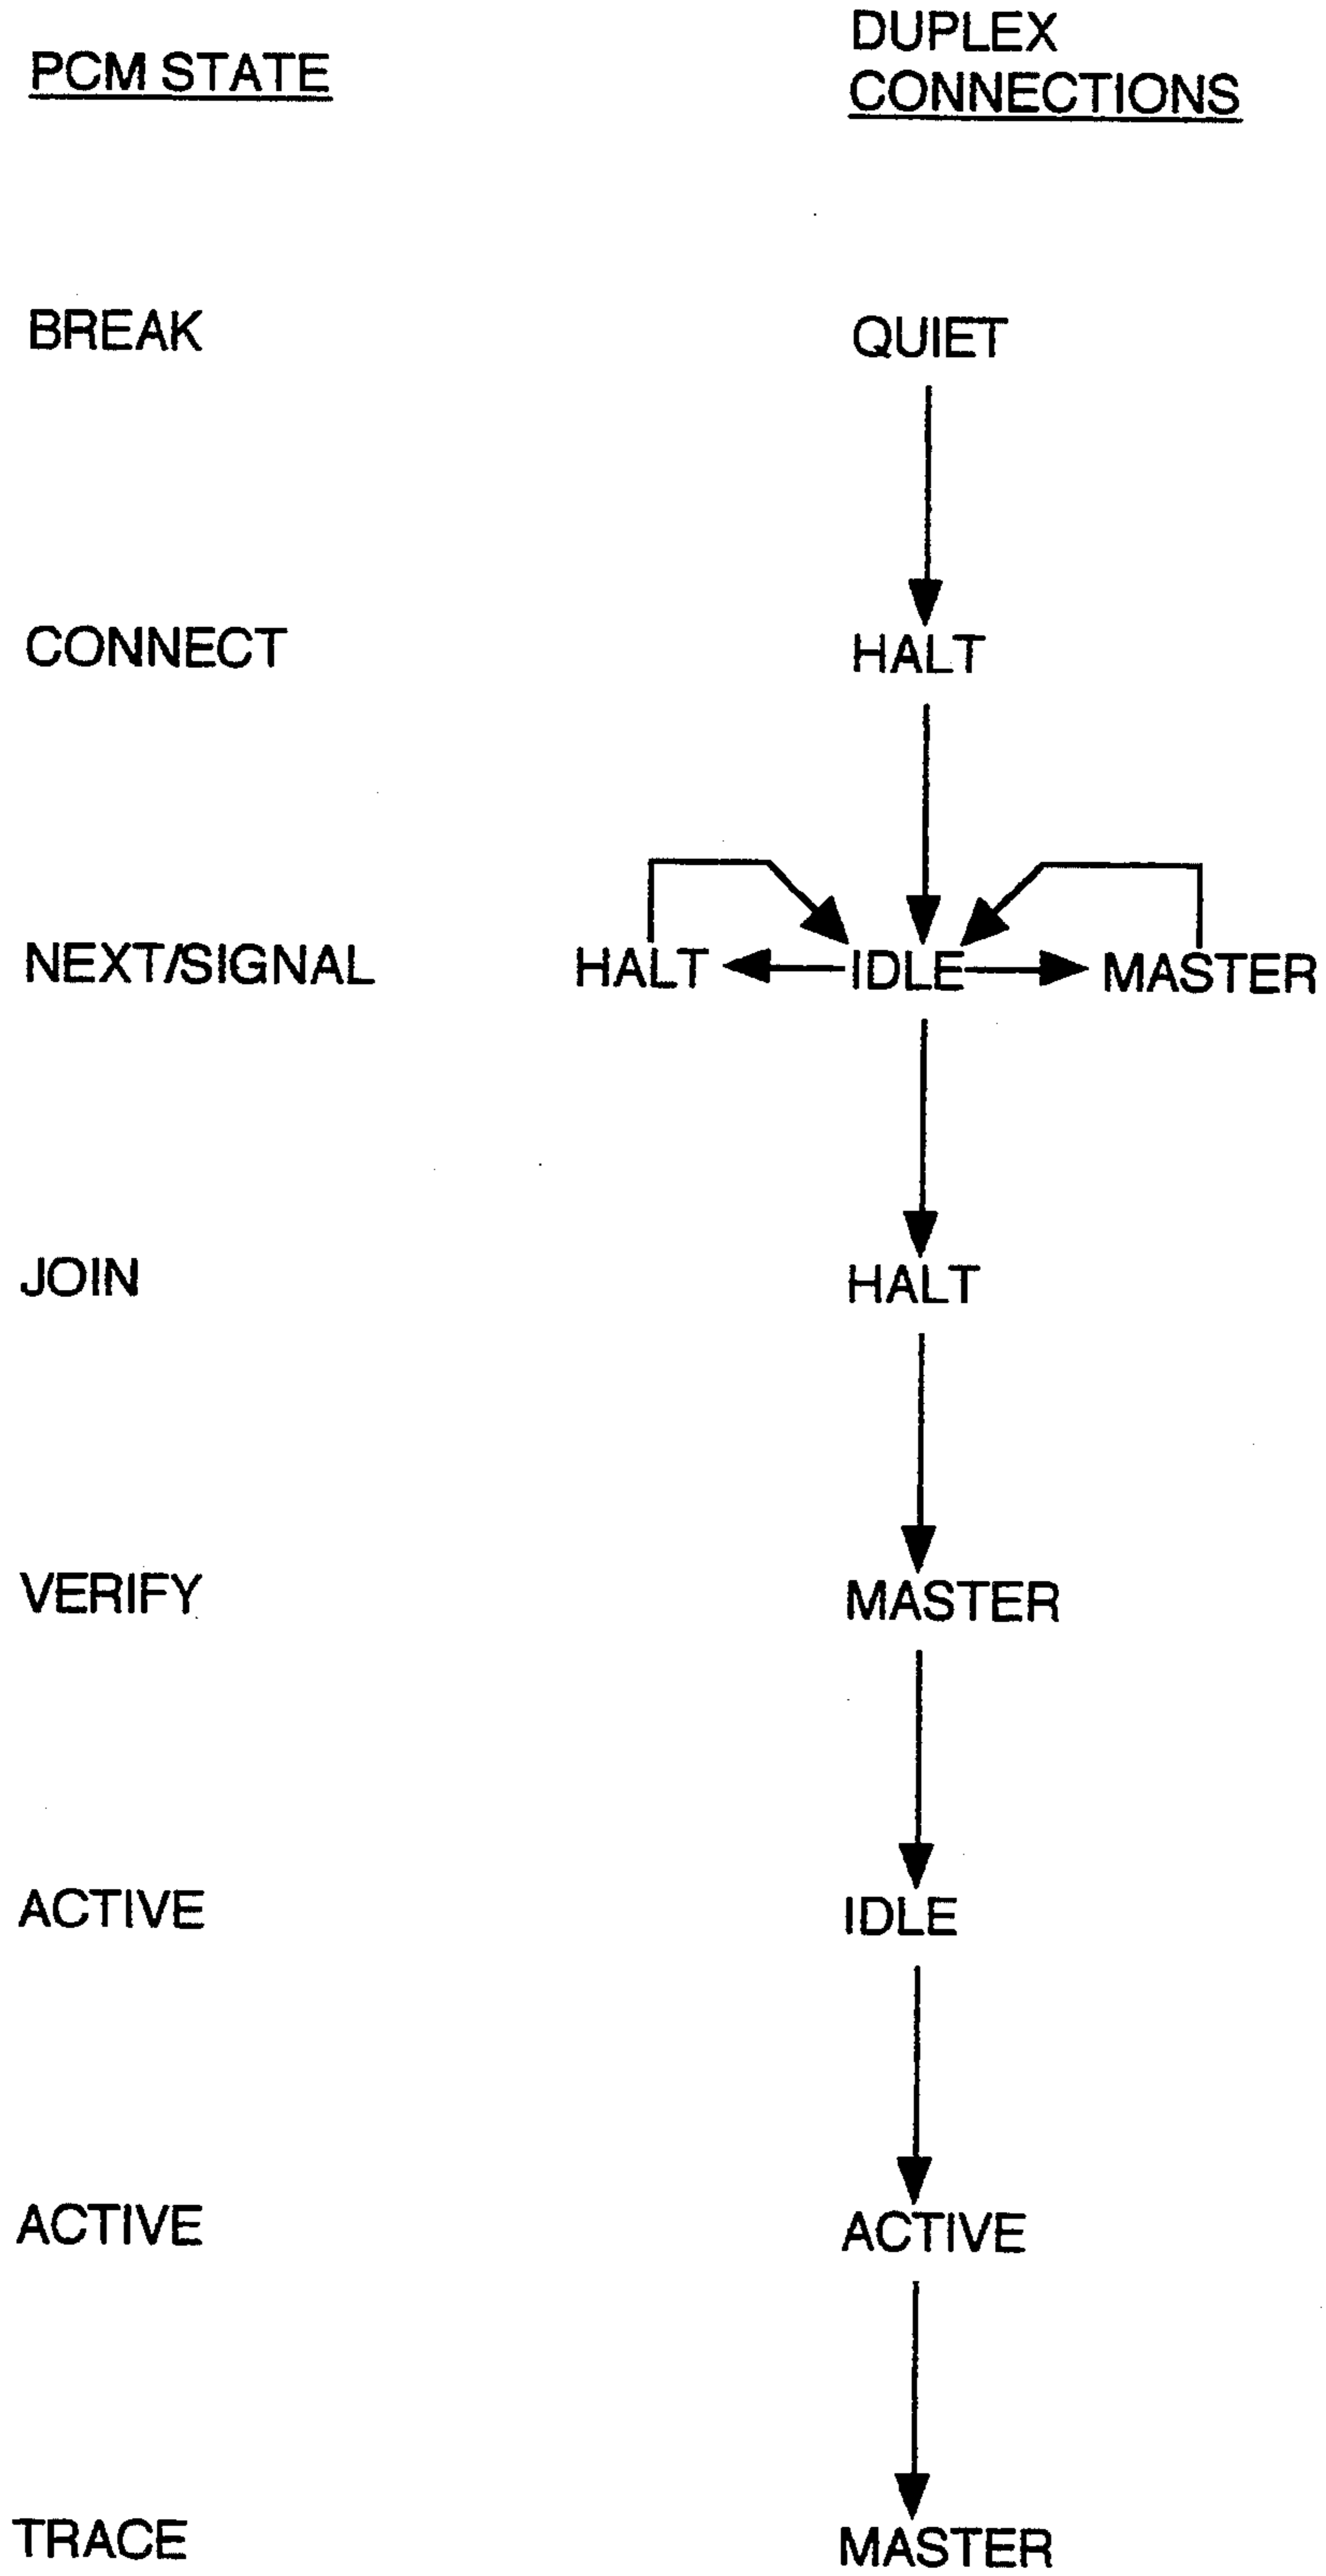 PCM STATE
DUPLEX
CONNECTIONS
BREAK
QUIET
CONNECT
HALT
NEXT/SIGNAL
HALT
IDLE
MASTER
JOIN
HALT
VERIFY
MASTER
ACTIVE
IDLE
ACTIVE
ACTIVE
TRACE
MASTER